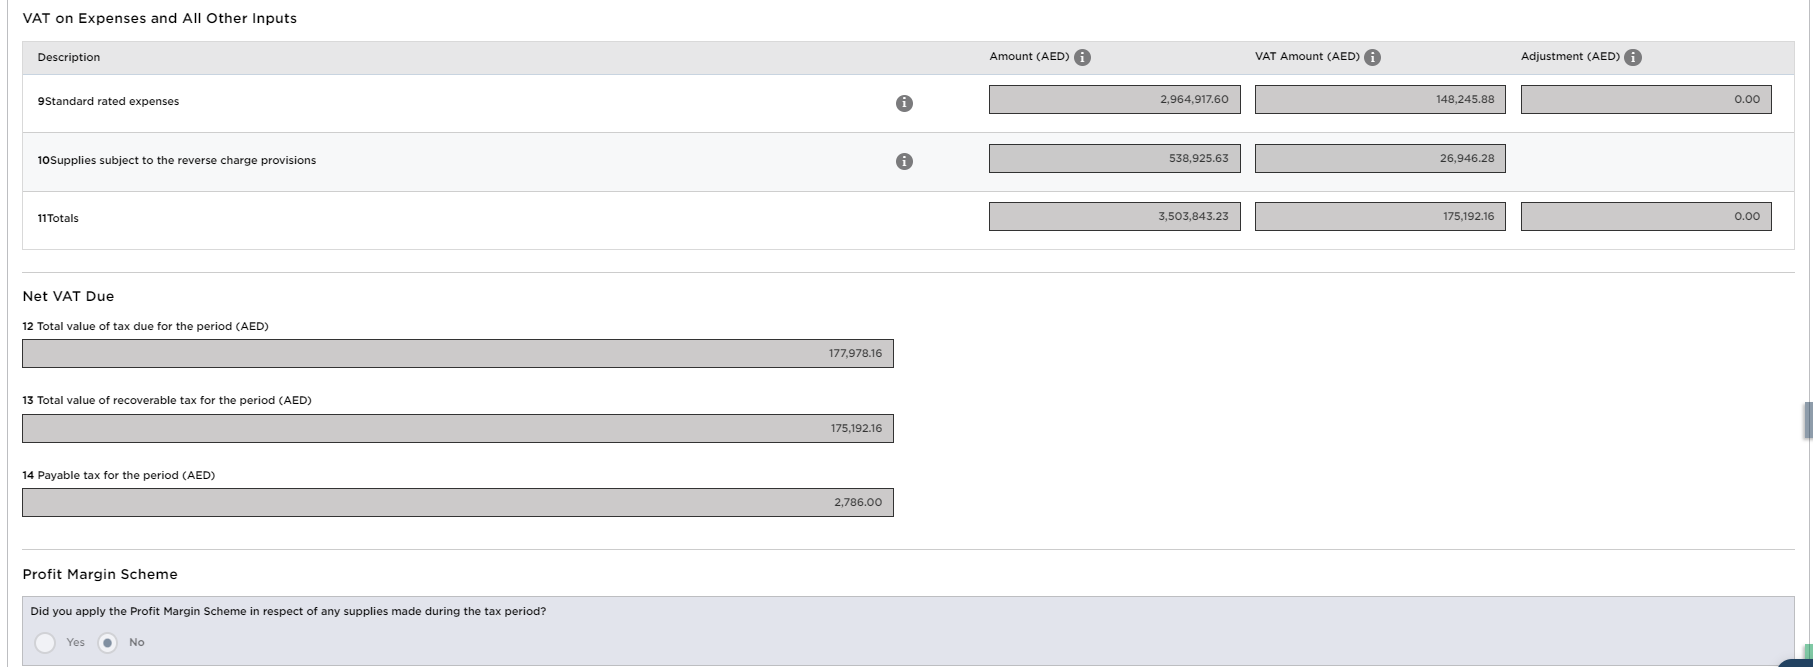 VAT on Expenses and All Other Inputs
Description Amount (AED) VAT Amount (AED) Adjustment (AED)
9Standard rated expenses 2,964,917.60 148,245.88 0.00
10Supplies subject to the reverse charge provisions 538,925.63 26,946.28
11Totals 3,503,843.23 175,192.16 0.00
Net VAT Due
12 Total value of tax due for the period (AED)
177,978.16
13 Total value of recoverable tax for the period (AED)
175,192.16
14 Payable tax for the period (AED)
2,786.00
Profit Margin Scheme
Did you apply the Profit Margin Scheme in respect of any supplies made during the tax period?
Yes No